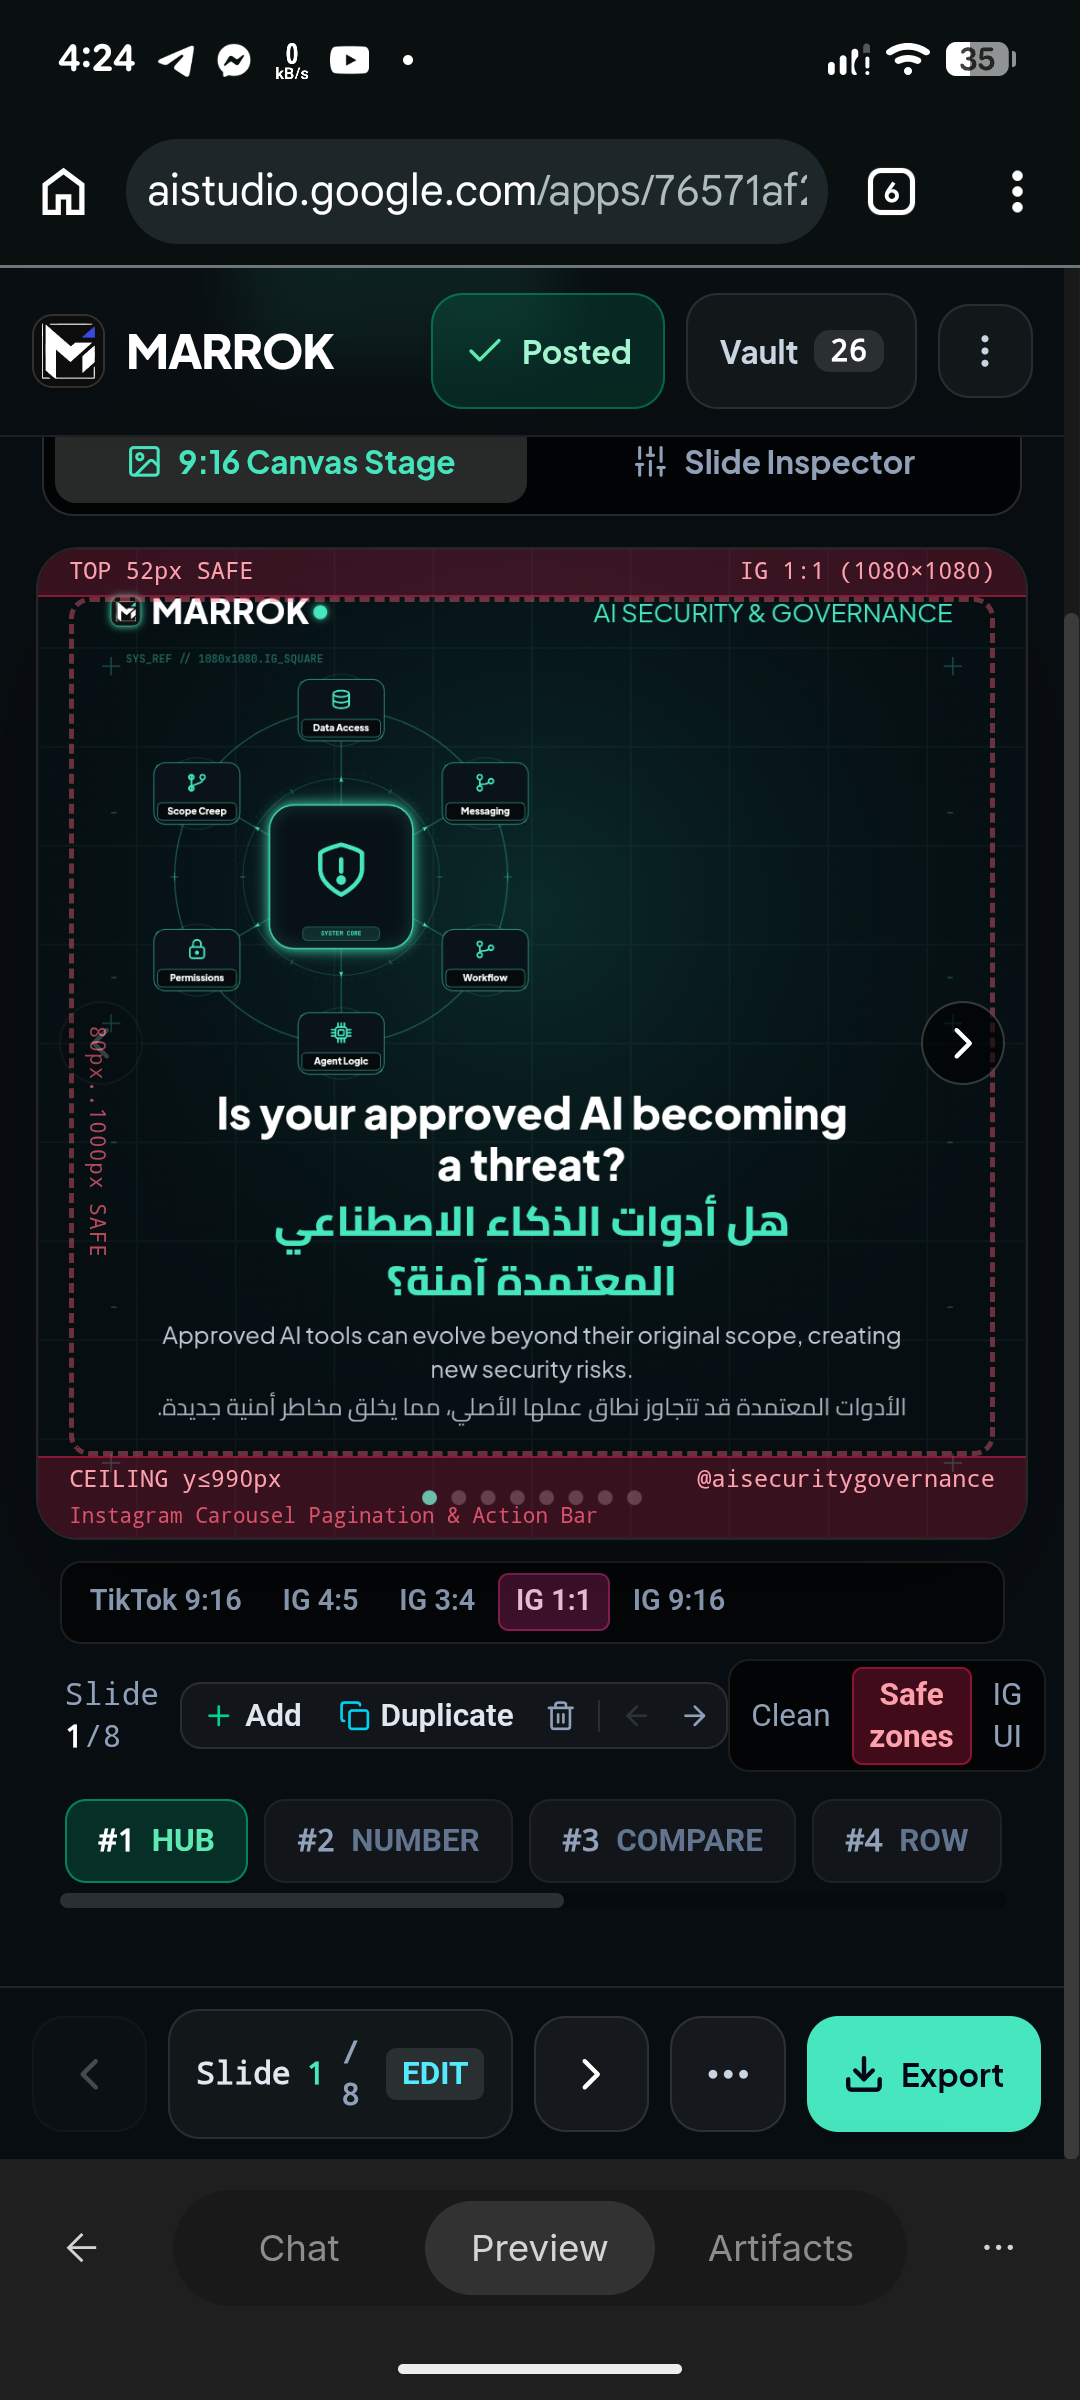 4:24
0
kB/s
35
aistudio.google.com/apps/76571af2
6
MARROK
Posted
Vault 26
9:16 Canvas Stage
Slide Inspector
TOP 52px SAFE
IG 1:1 (1080×1080)
MARROK
AI SECURITY & GOVERNANCE
SYS_REF // 1080x1080.IG_SQUARE
Data Access
Scope Creep
Messaging
SYSTEM CORE
Permissions
Workflow
Agent Logic
80px..1000px SAFE
Is your approved AI becoming
a threat?
هل أدوات الذكاء الاصطناعي
المعتمدة آمنة؟
Approved AI tools can evolve beyond their original scope, creating
new security risks.
الأدوات المعتمدة قد تتجاوز نطاق عملها الأصلي، مما يخلق مخاطر أمنية جديدة.
CEILING y≤990px
@aisecuritygovernance
Instagram Carousel Pagination & Action Bar
TikTok 9:16
IG 4:5
IG 3:4
IG 1:1
IG 9:16
Slide
1/8
Add
Duplicate
Clean
Safe
zones
IG
UI
#1 HUB
#2 NUMBER
#3 COMPARE
#4 ROW
Slide 1
/
8
EDIT
Export
Chat
Preview
Artifacts